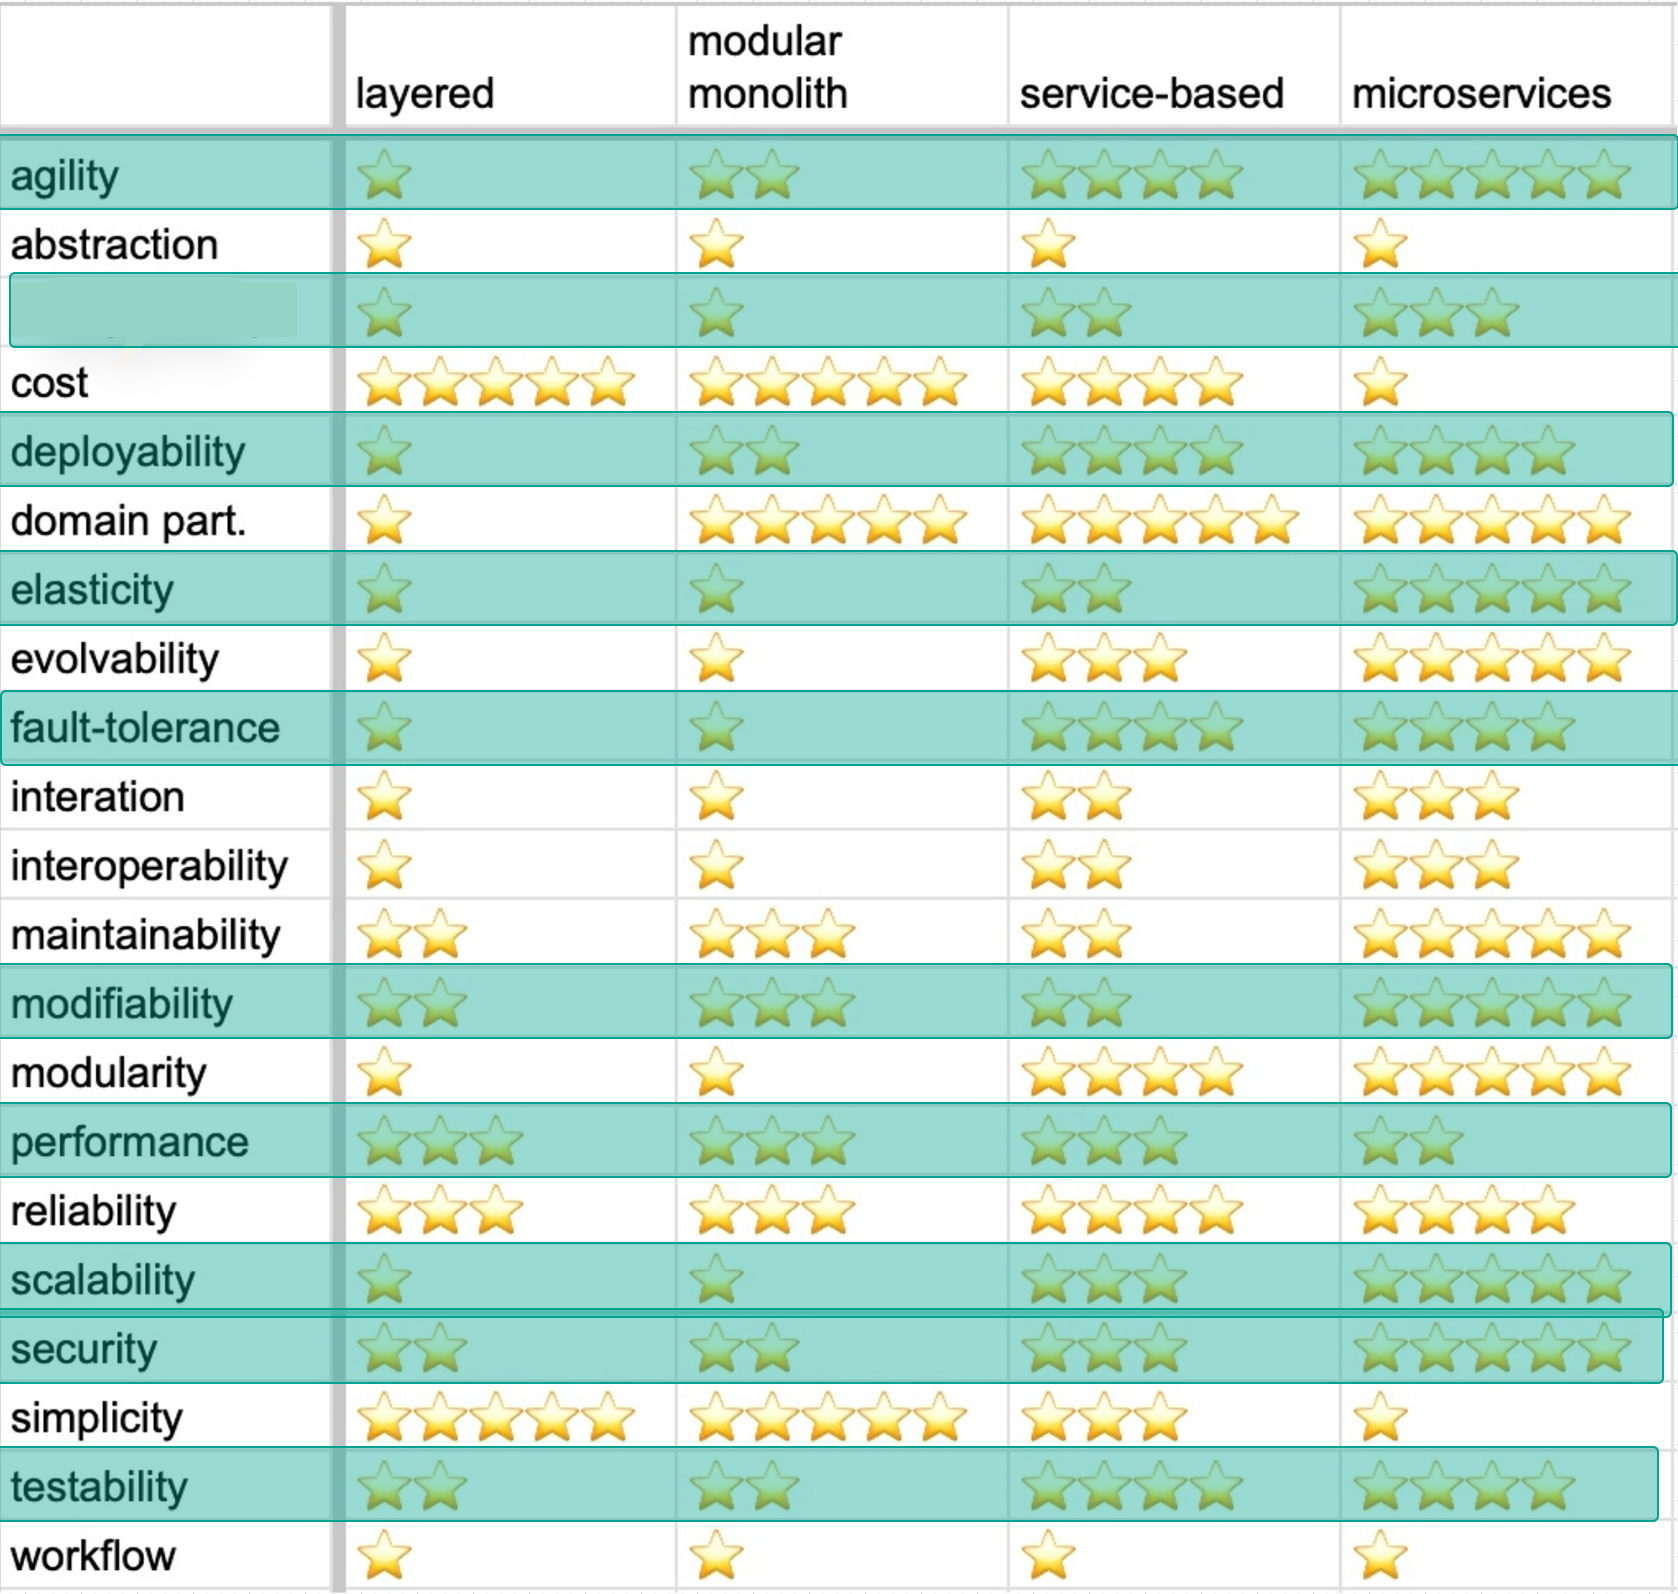 layered
modular
monolith
service-based
microservices
agility
abstraction
cost
deployability
domain part.
elasticity
evolvability
fault-tolerance
interation
interoperability
maintainability
modifiability
modularity
performance
reliability
scalability
security
simplicity
testability
workflow